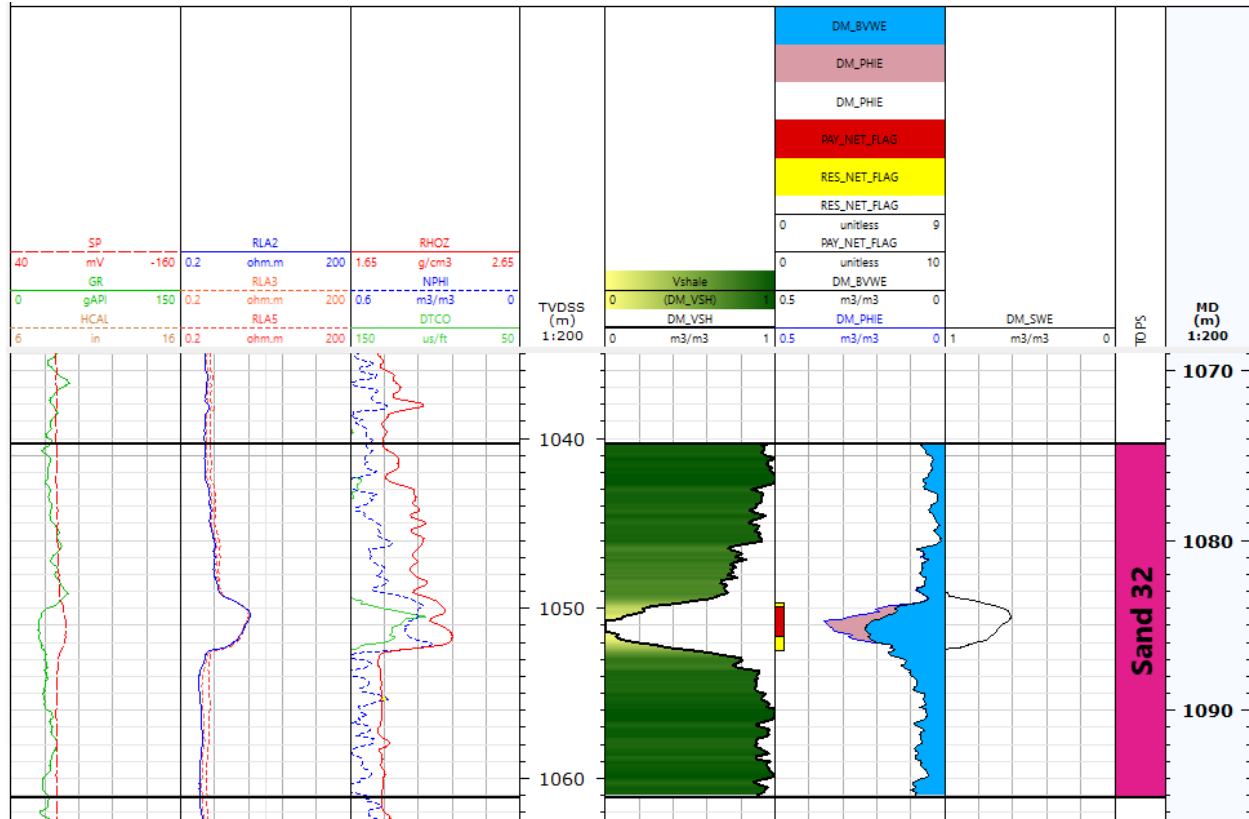 DM_BVWE
DM_PHIE
DM_PHIE
PAY_NET_FLAG
RES_NET_FLAG
RES_NET_FLAG
0 unitless 9
PAY_NET_FLAG
0 unitless 10
SP
40 mV -160
GR
0 gAPI 150
HCAL
6 in 16
RLA2
0.2 ohm.m 200
RLA3
0.2 ohm.m 200
RLA5
0.2 ohm.m 200
RHOZ
1.65 g/cm3 2.65
NPHI
0.6 m3/m3 0
DTCO
150 us/ft 50
TVDSS
(m)
1:200
Vshale
0 (DM_VSH) 1
DM_VSH
0 m3/m3 1
DM_BVWE
0.5 m3/m3 0
DM_PHIE
0.5 m3/m3 0
DM_SWE
1 m3/m3 0
TOPS
MD
(m)
1:200
1040
1050
1060
Sand 32
1070
1080
1090